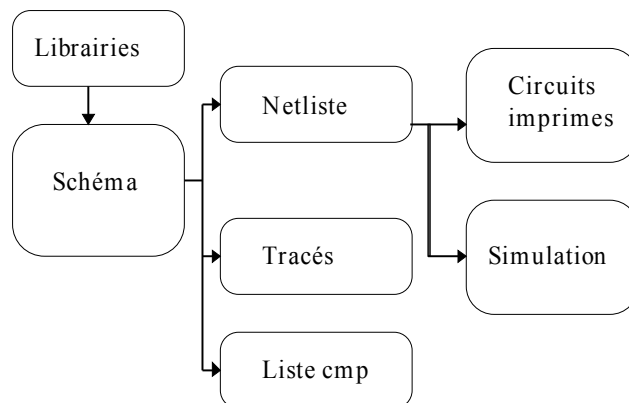 Librairies
Schéma
Netliste
Tracés
Liste cmp
Circuits
imprimes
Simulation